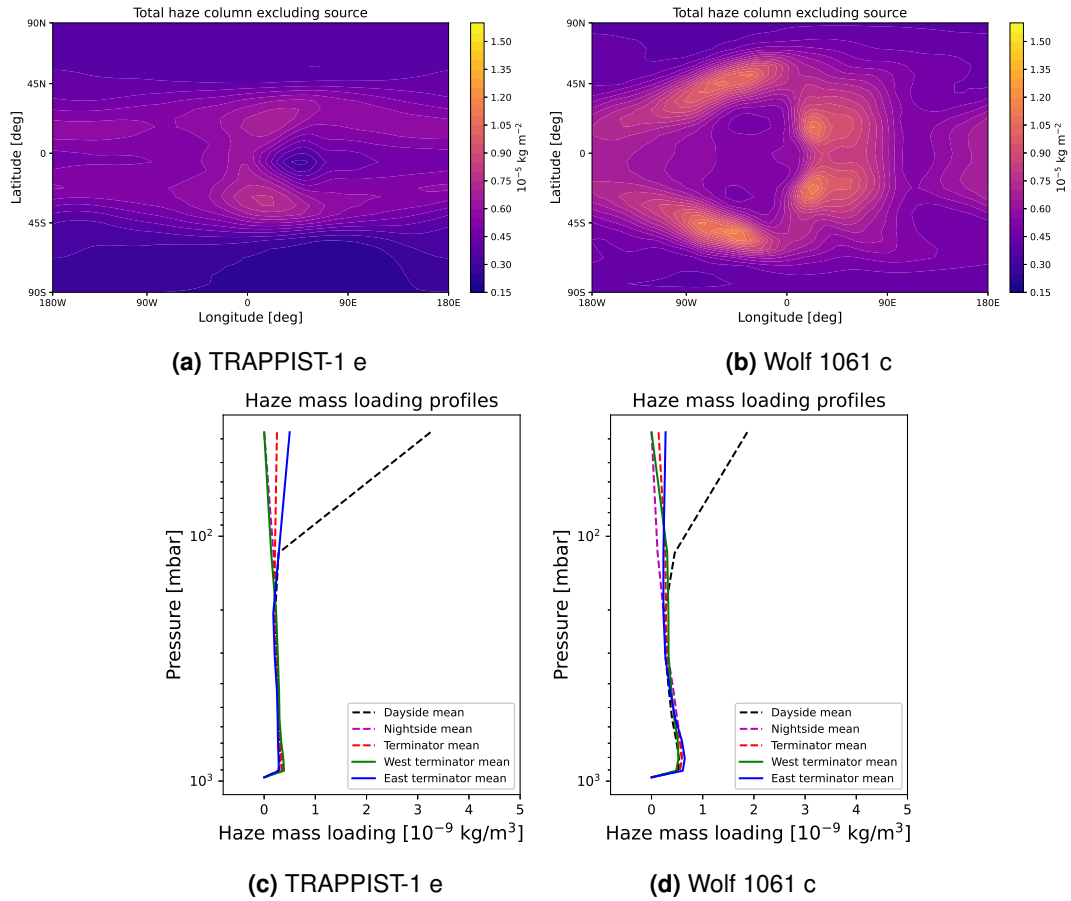 Total haze column excluding source
90N
45N
0
45S
90S
180W
90W
0
90E
180E
Latitude [deg]
Longitude [deg]
1.50
1.35
1.20
1.05
0.90
0.75
0.60
0.45
0.30
0.15
10⁻⁵ kg m⁻²
(a) TRAPPIST-1 e
Total haze column excluding source
90N
45N
0
45S
90S
180W
90W
0
90E
180E
Latitude [deg]
Longitude [deg]
1.50
1.35
1.20
1.05
0.90
0.75
0.60
0.45
0.30
0.15
10⁻⁵ kg m⁻²
(b) Wolf 1061 c
Haze mass loading profiles
10²
10³
Pressure [mbar]
Dayside mean
Nightside mean
Terminator mean
West terminator mean
East terminator mean
0
1
2
3
4
5
Haze mass loading [10⁻⁹ kg/m³]
(c) TRAPPIST-1 e
Haze mass loading profiles
10²
10³
Pressure [mbar]
Dayside mean
Nightside mean
Terminator mean
West terminator mean
East terminator mean
0
1
2
3
4
5
Haze mass loading [10⁻⁹ kg/m³]
(d) Wolf 1061 c